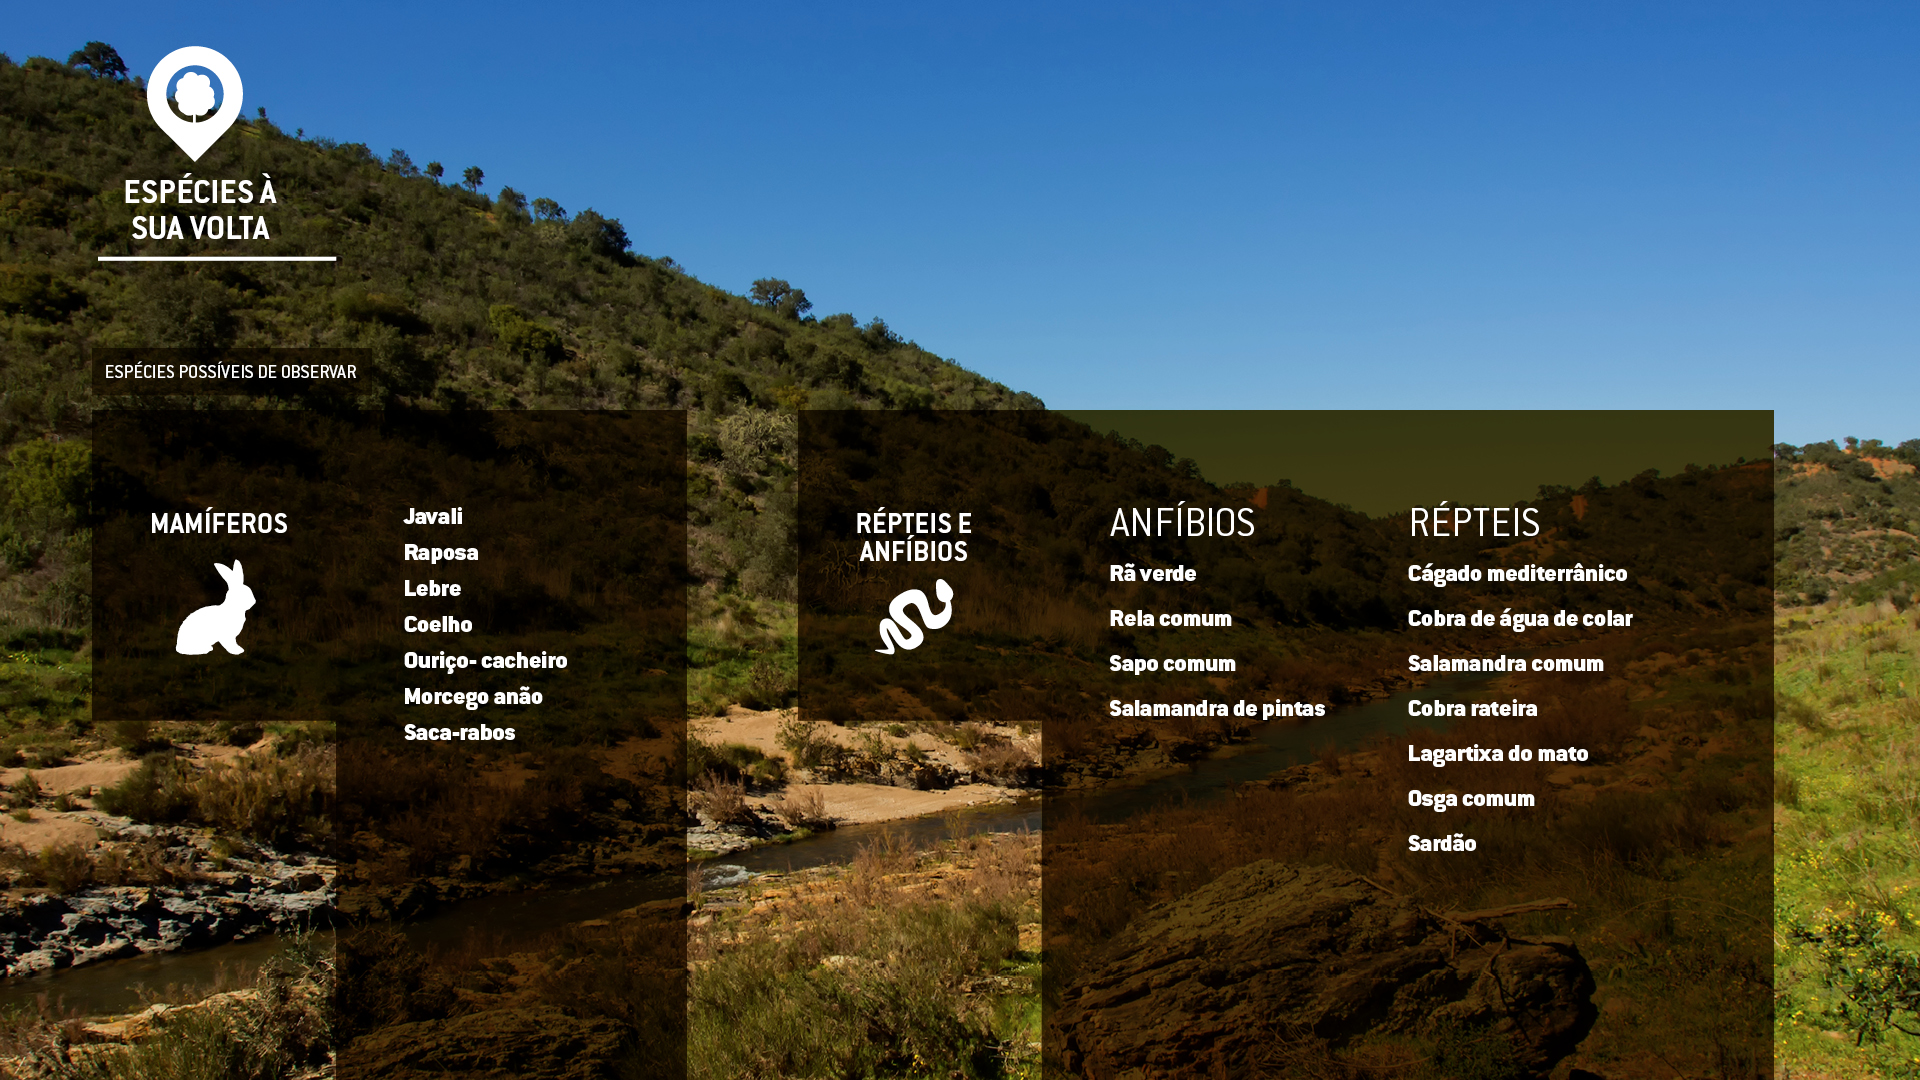 ESPÉCIES À
SUA VOLTA
ESPÉCIES POSSÍVEIS DE OBSERVAR
MAMÍFEROS
Javali
Raposa
Lebre
Coelho
Ouriço- cacheiro
Morcego anão
Saca-rabos
RÉPTEIS E
ANFÍBIOS
ANFÍBIOS
Rã verde
Rela comum
Sapo comum
Salamandra de pintas
RÉPTEIS
Cágado mediterrânico
Cobra de água de colar
Salamandra comum
Cobra rateira
Lagartixa do mato
Osga comum
Sardão